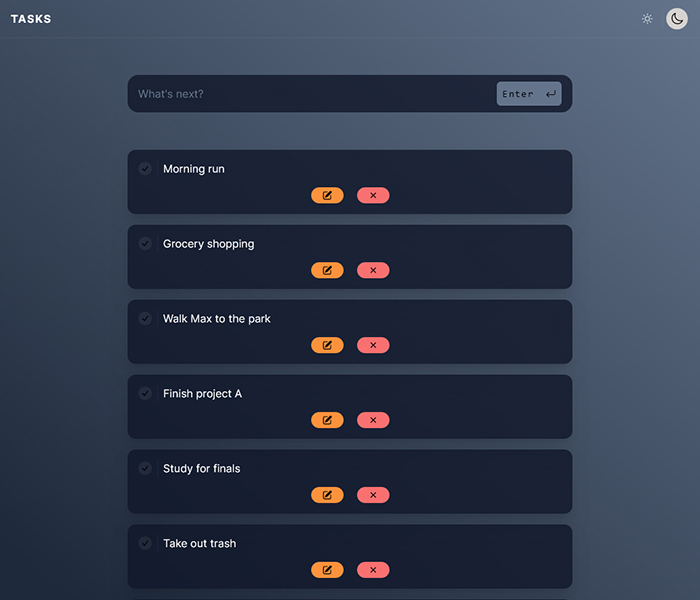 TASKS
What's next?
Enter
Morning run
Grocery shopping
Walk Max to the park
Finish project A
Study for finals
Take out trash